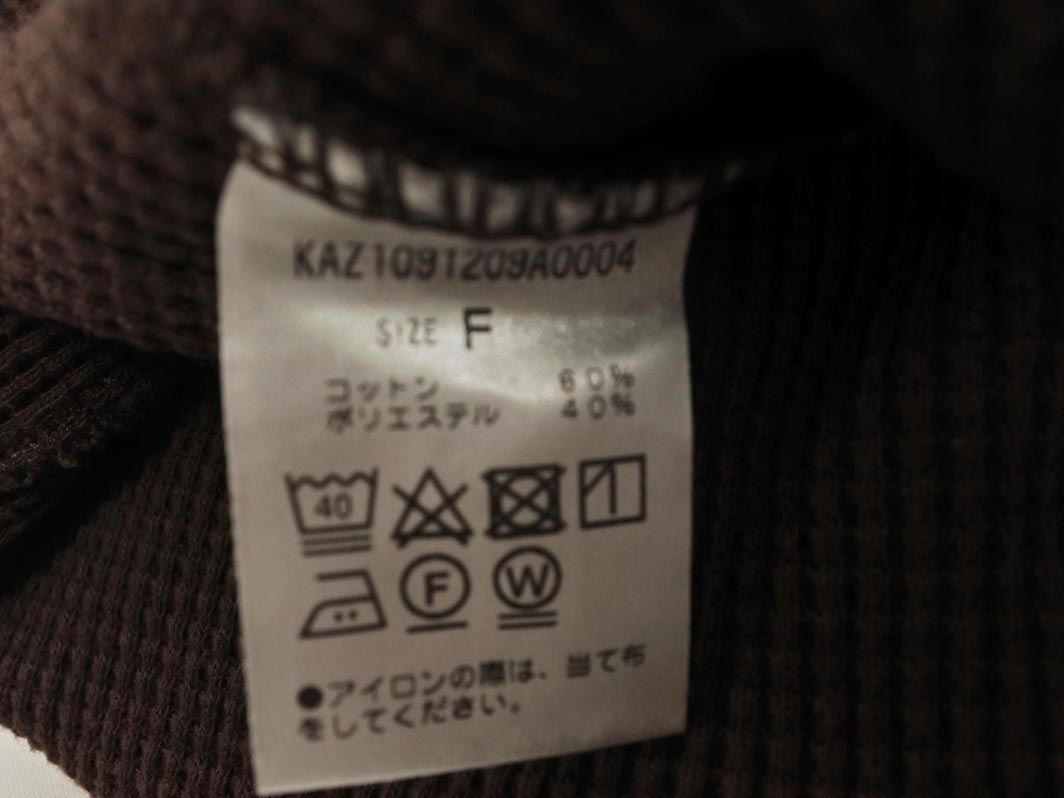 KAZ1091209A0004
SIZE F
コットン 60%
ポリエステル 40%
40
F W
●アイロンの際は、当て布
をしてください。